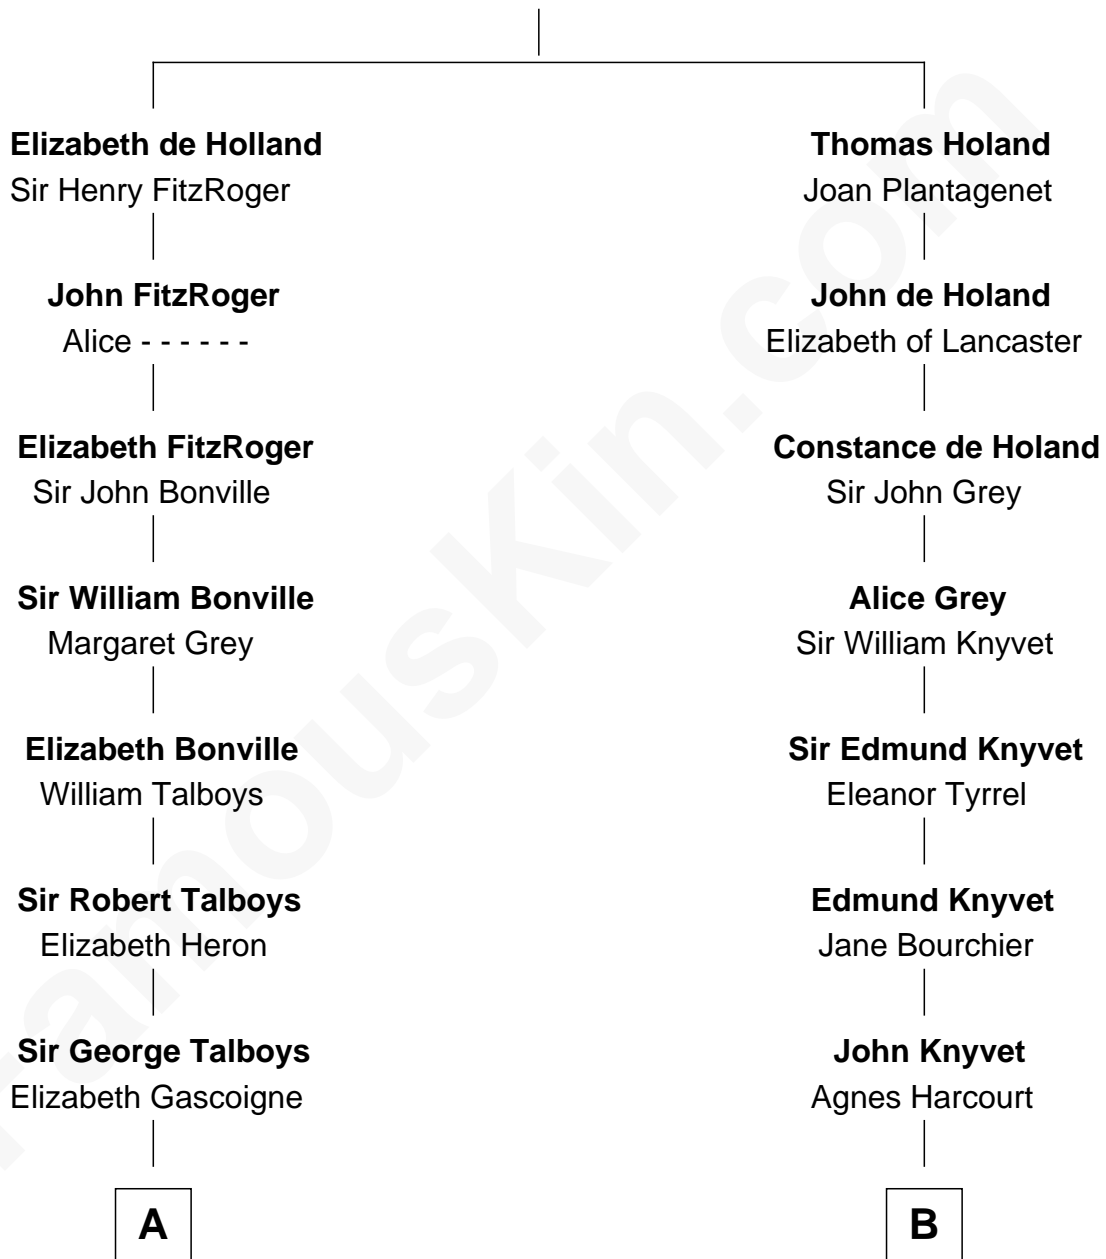 Elizabeth de Holland
Sir Henry FitzRoger
John FitzRoger
Alice - - - - - -
Elizabeth FitzRoger
Sir John Bonville
Sir William Bonville
Margaret Grey
Elizabeth Bonville
William Talboys
Sir Robert Talboys
Elizabeth Heron
Sir George Talboys
Elizabeth Gascoigne
A
Thomas Holand
Joan Plantagenet
John de Holand
Elizabeth of Lancaster
Constance de Holand
Sir John Grey
Alice Grey
Sir William Knyvet
Sir Edmund Knyvet
Eleanor Tyrrel
Edmund Knyvet
Jane Bourchier
John Knyvet
Agnes Harcourt
B
FamousKin.com